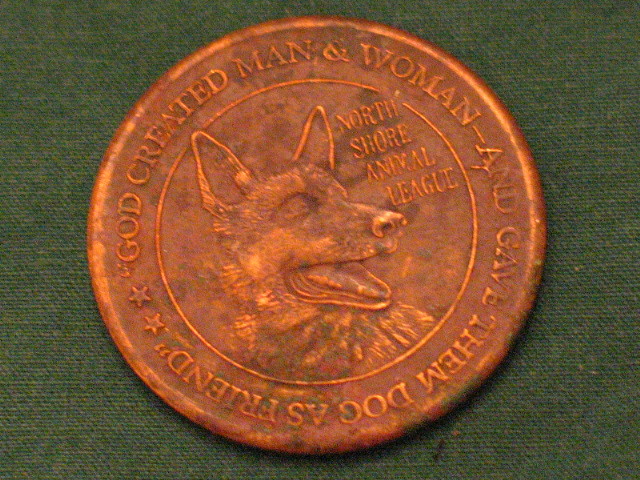 "GOD CREATED MAN & WOMAN-AND GAVE THEM DOG AS FRIEND"
NORTH
SHORE
ANIMAL
LEAGUE